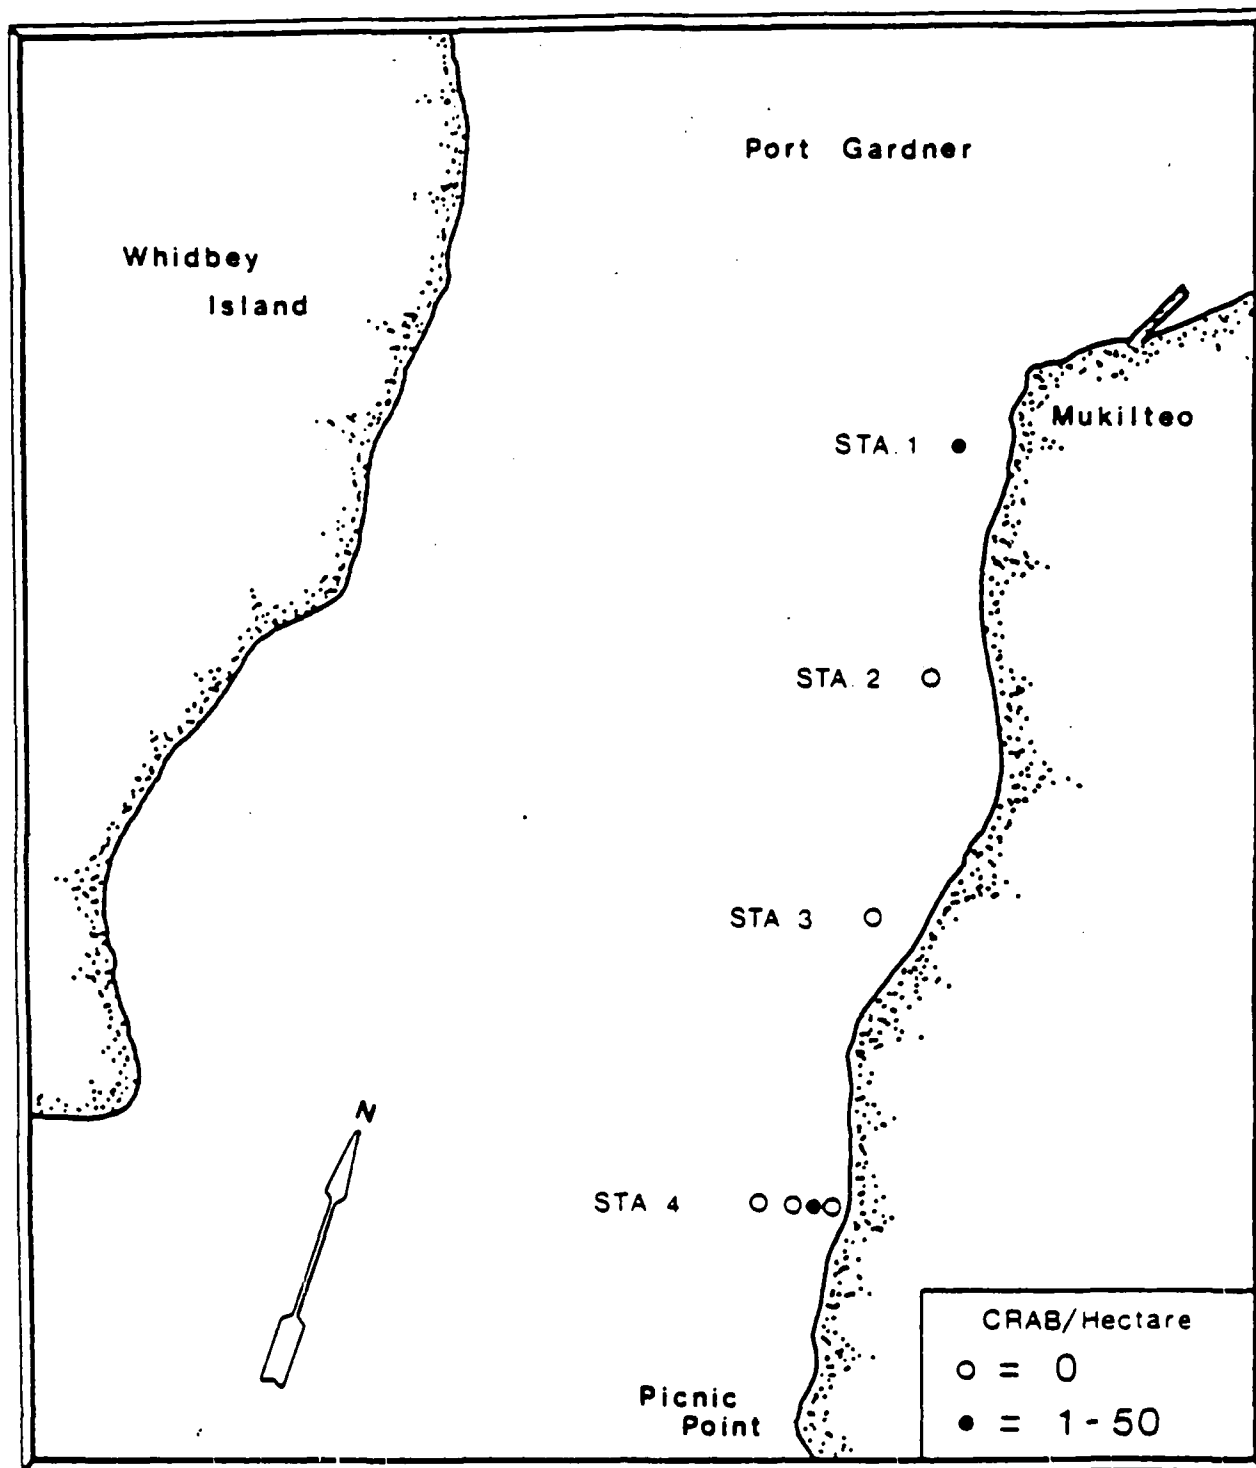 Port Gardner
Whidbey
Island
Mukilteo
STA. 1
STA. 2
STA 3
N
STA 4
CRAB/Hectare
= 0
= 1-50
Picnic
Point